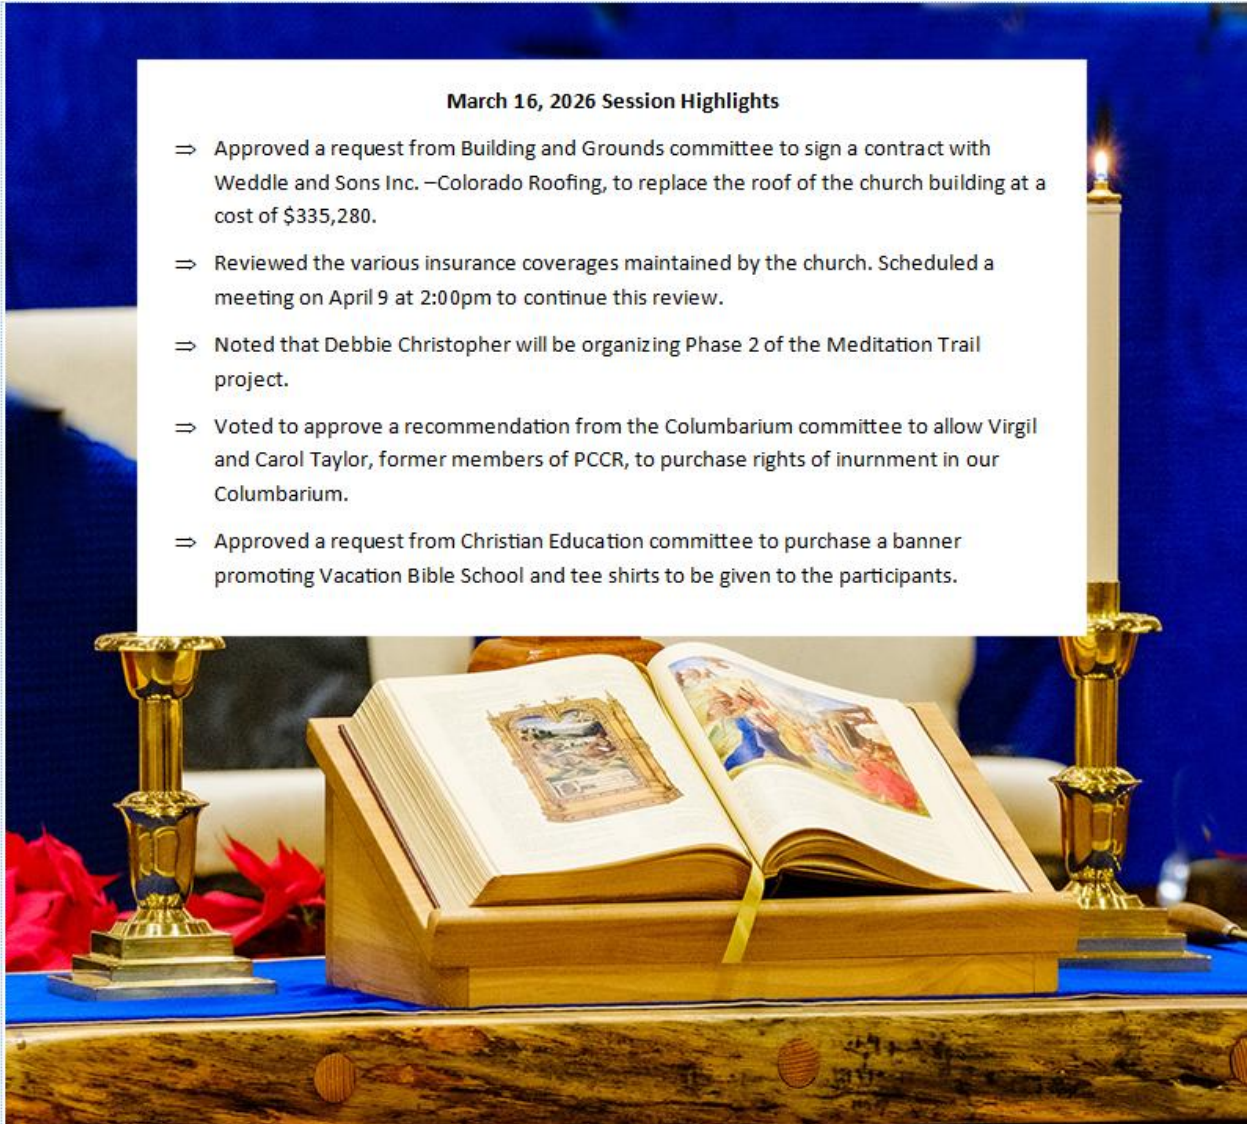 March 16, 2026 Session Highlights
⇒ Approved a request from Building and Grounds committee to sign a contract with
Weddle and Sons Inc. –Colorado Roofing, to replace the roof of the church building at a
cost of $335,280.
⇒ Reviewed the various insurance coverages maintained by the church. Scheduled a
meeting on April 9 at 2:00pm to continue this review.
⇒ Noted that Debbie Christopher will be organizing Phase 2 of the Meditation Trail
project.
⇒ Voted to approve a recommendation from the Columbarium committee to allow Virgil
and Carol Taylor, former members of PCCR, to purchase rights of inurnment in our
Columbarium.
⇒ Approved a request from Christian Education committee to purchase a banner
promoting Vacation Bible School and tee shirts to be given to the participants.